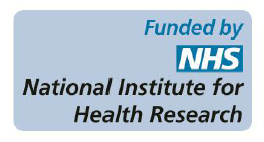 Funded by
NHS
National Institute for
Health Research